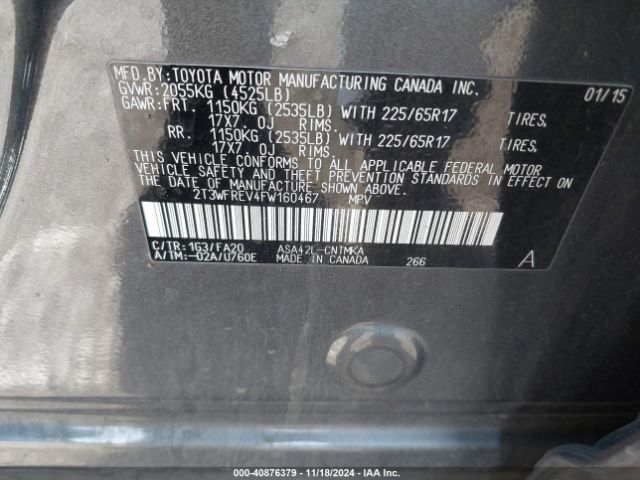 MFD.BY:TOYOTA MOTOR MANUFACTURING CANADA INC.
GVWR:2055KG (4525LB) 01/15
GAWR:FRT. 1150KG (2535LB) WITH 225/65R17 TIRES,
17X7.0J RIMS.
RR. 1150KG (2535LB) WITH 225/65R17 TIRES,
17X7.0J RIMS.
THIS VEHICLE CONFORMS TO ALL APPLICABLE FEDERAL MOTOR
VEHICLE SAFETY AND THEFT PREVENTION STANDARDS IN EFFECT
ON THE DATE OF MANUFACTURE SHOWN ABOVE.
2T3WFREV4FW160467 MPV
C/TR:1G3/FA20 ASA42L-CNTMKA
A/TM:-02A/U760E MADE IN CANADA 266 A
000-40876379 | 11/18/2024 - IAA Inc.